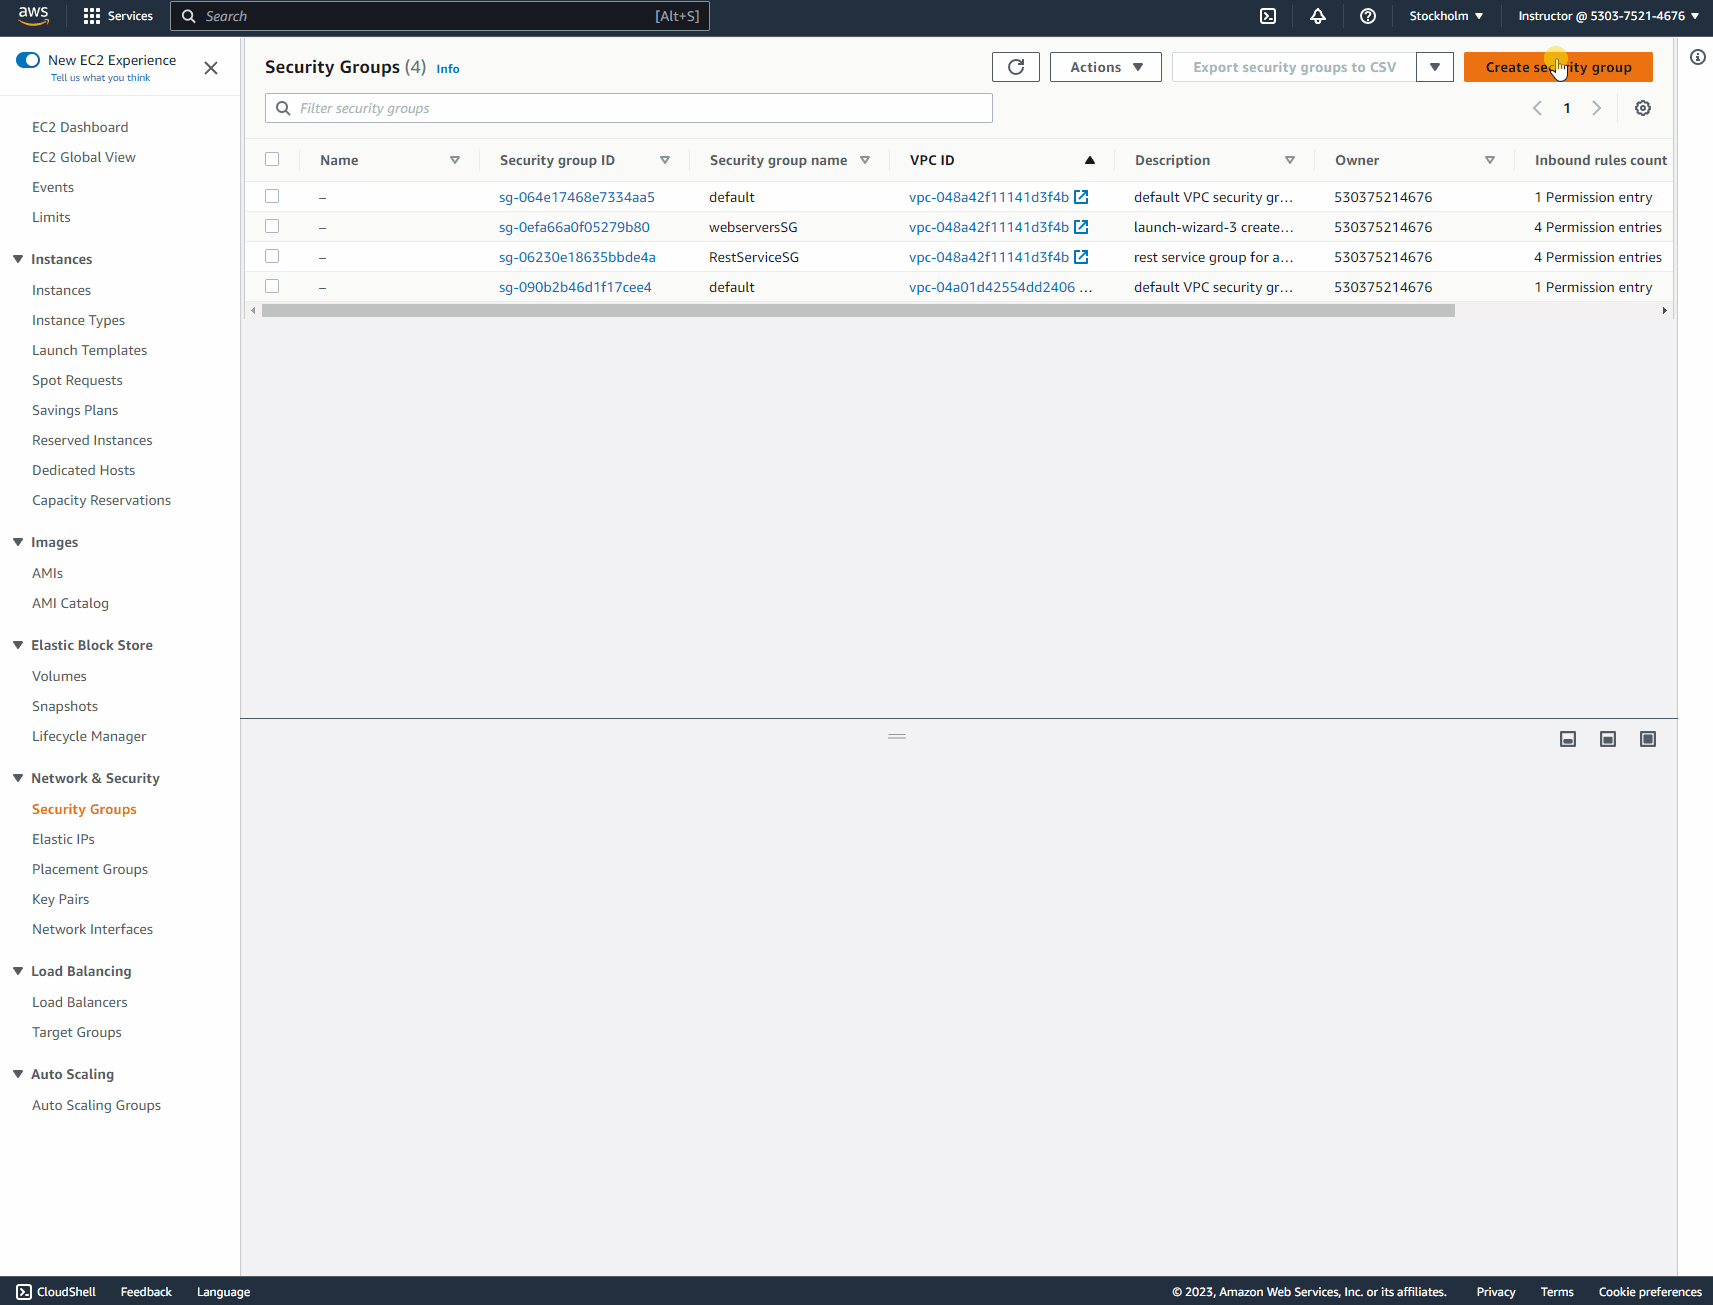 aws Services Search [Alt+S] Stockholm Instructor @ 5303-7521-4676
New EC2 Experience
Tell us what you think
EC2 Dashboard
EC2 Global View
Events
Limits
Instances
Instances
Instance Types
Launch Templates
Spot Requests
Savings Plans
Reserved Instances
Dedicated Hosts
Capacity Reservations
Images
AMIs
AMI Catalog
Elastic Block Store
Volumes
Snapshots
Lifecycle Manager
Network & Security
Security Groups
Elastic IPs
Placement Groups
Key Pairs
Network Interfaces
Load Balancing
Load Balancers
Target Groups
Auto Scaling
Auto Scaling Groups
Security Groups (4) Info Actions Export security groups to CSV Create security group
Filter security groups 1
Name Security group ID Security group name VPC ID Description Owner Inbound rules count
– sg-064e17468e7334aa5 default vpc-048a42f11141d3f4b default VPC security gr... 530375214676 1 Permission entry
– sg-0efa66a0f05279b80 webserversSG vpc-048a42f11141d3f4b launch-wizard-3 create... 530375214676 4 Permission entries
– sg-06230e18635bbde4a RestServiceSG vpc-048a42f11141d3f4b rest service group for a... 530375214676 4 Permission entries
– sg-090b2b46d1f17cee4 default vpc-04a01d42554dd2406 ... default VPC security gr... 530375214676 1 Permission entry
CloudShell Feedback Language © 2023, Amazon Web Services, Inc. or its affiliates. Privacy Terms Cookie preferences